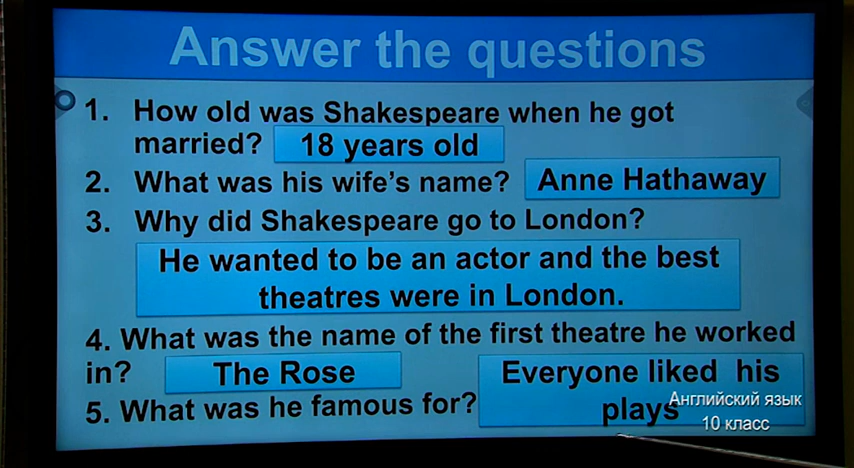 Answer the questions
1. How old was Shakespeare when he got
married? 18 years old
2. What was his wife's name? Anne Hathaway
3. Why did Shakespeare go to London?
He wanted to be an actor and the best
theatres were in London.
4. What was the name of the first theatre he worked
in? The Rose
5. What was he famous for? Everyone liked his
plays
Английский язык
10 класс